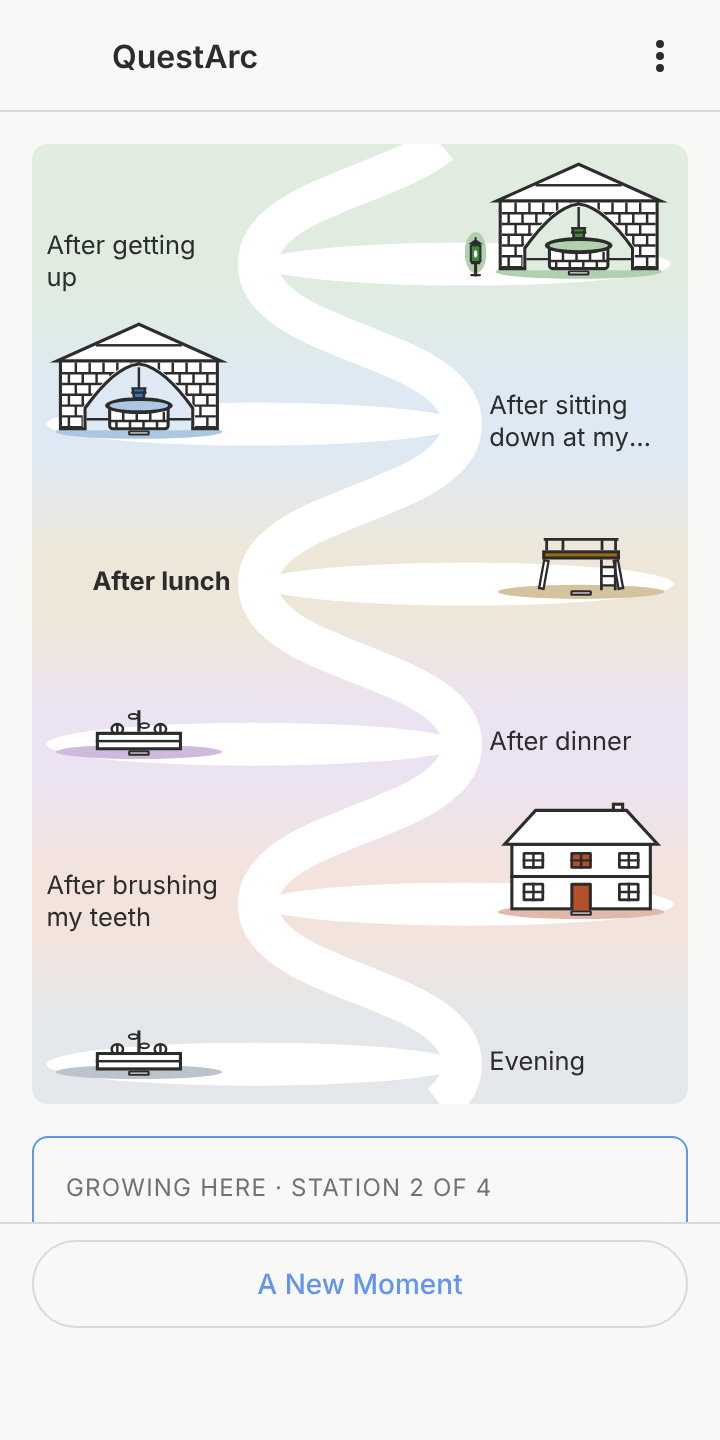 QuestArc
After getting
up
After sitting
down at my...
After lunch
After dinner
After brushing
my teeth
Evening
GROWING HERE · STATION 2 OF 4
A New Moment